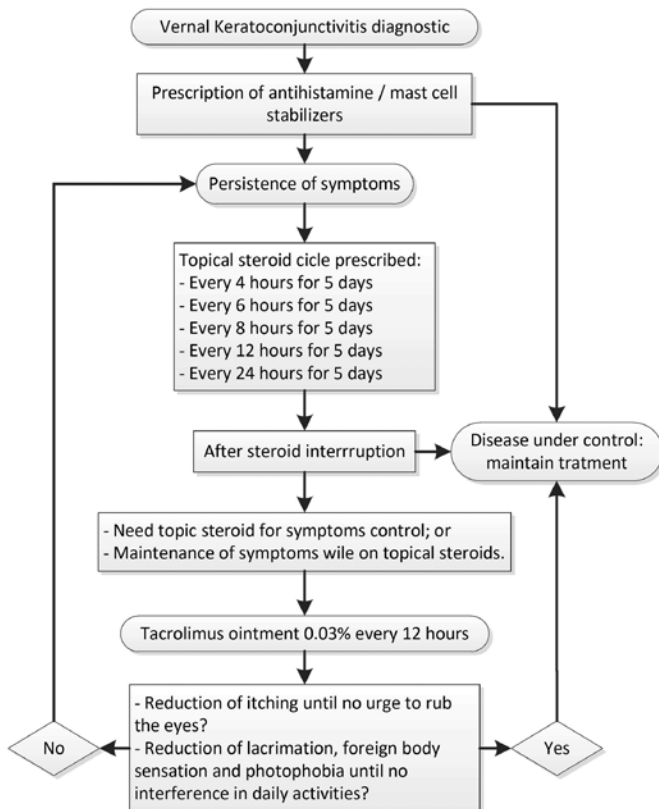 Vernal Keratoconjunctivitis diagnostic
Prescription of antihistamine / mast cell
stabilizers
Persistence of symptoms
Topical steroid cicle prescribed:
- Every 4 hours for 5 days
- Every 6 hours for 5 days
- Every 8 hours for 5 days
- Every 12 hours for 5 days
- Every 24 hours for 5 days
After steroid interrruption
Disease under control:
maintain tratment
- Need topic steroid for symptoms control; or
- Maintenance of symptoms wile on topical steroids.
Tacrolimus ointment 0.03% every 12 hours
- Reduction of itching until no urge to rub
the eyes?
- Reduction of lacrimation, foreign body
sensation and photophobia until no
interference in daily activities?
No
Yes